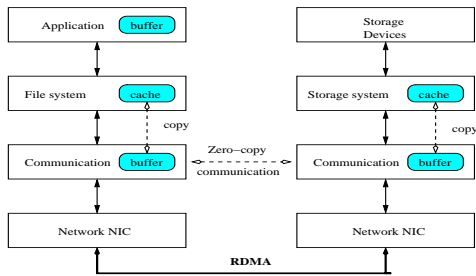 Application buffer
Storage
Devices
File system cache
Storage system cache
copy
copy
Communication buffer
Zero-copy
communication
Communication buffer
Network NIC
Network NIC
RDMA